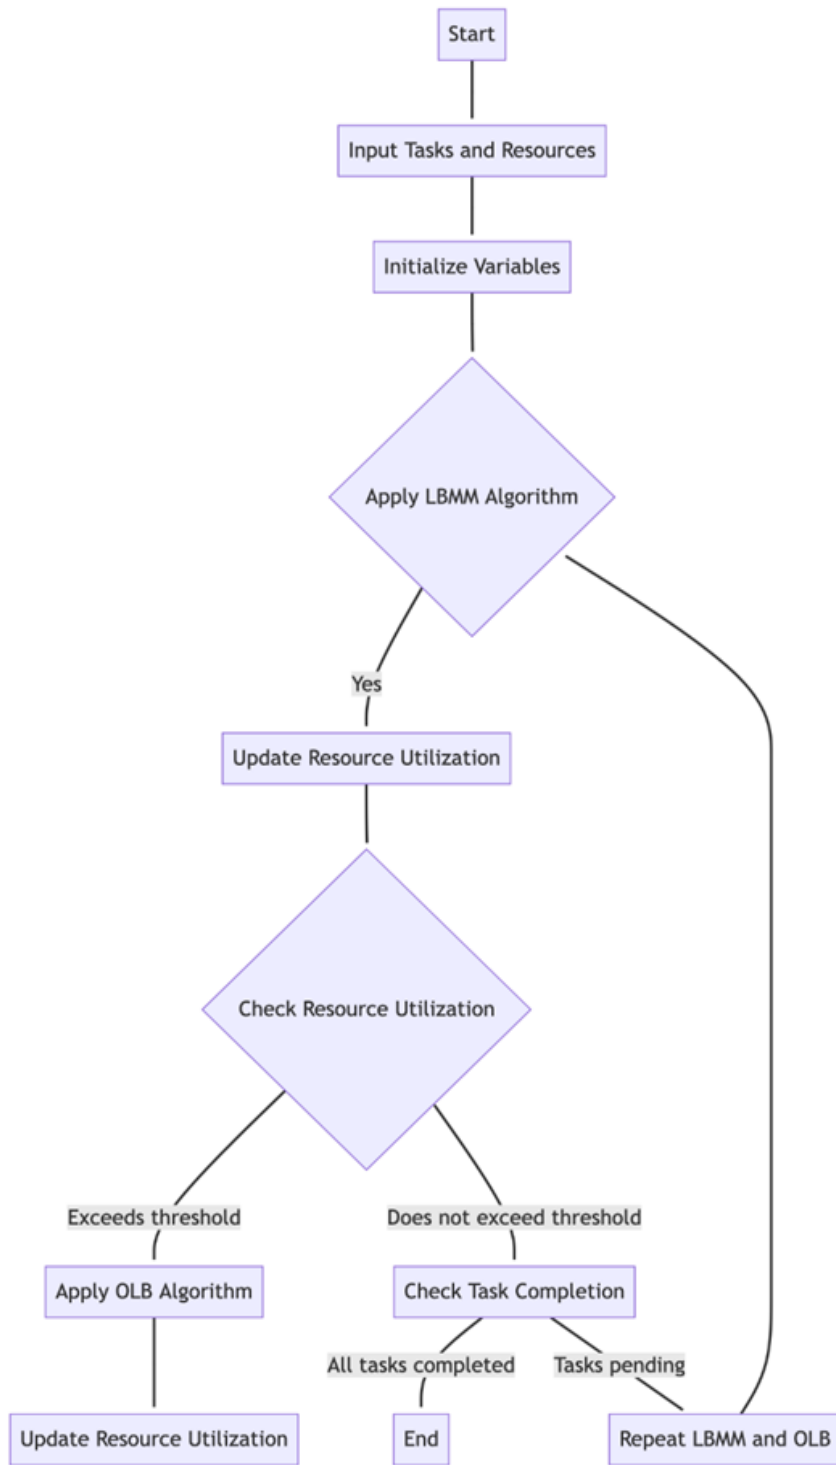 Start
Input Tasks and Resources
Initialize Variables
Apply LBMM Algorithm
Yes
Update Resource Utilization
Check Resource Utilization
Exceeds threshold
Does not exceed threshold
Apply OLB Algorithm
Check Task Completion
All tasks completed
Tasks pending
Update Resource Utilization
End
Repeat LBMM and OLB